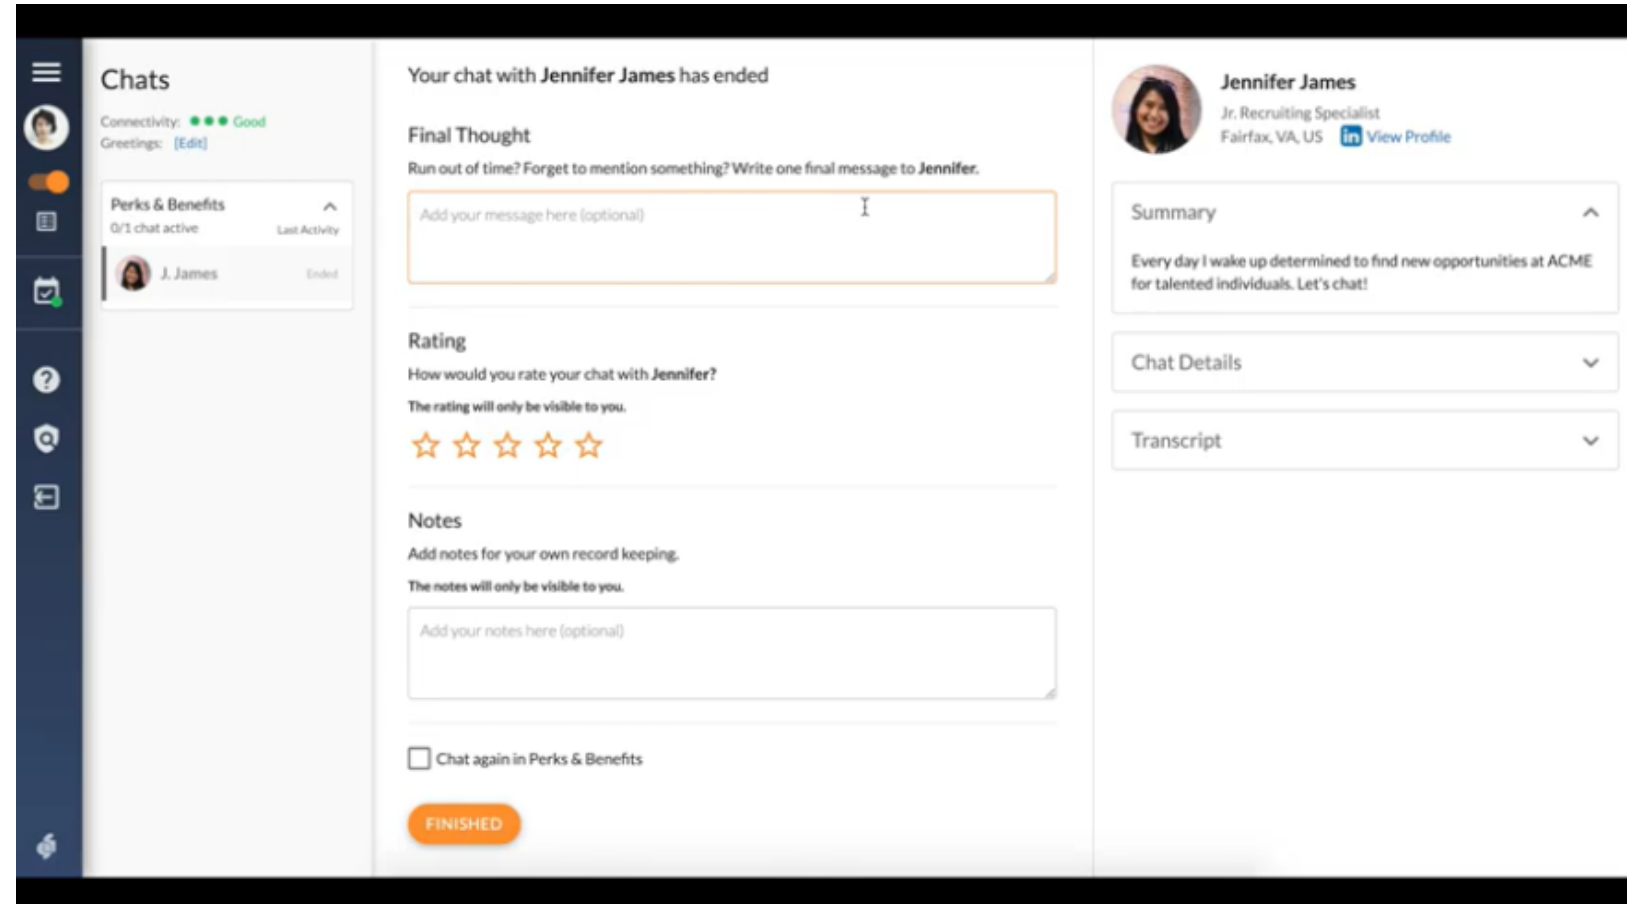 Chats
Connectivity: Good
Greetings: [Edit]
Perks & Benefits
0/1 chat active
Last Activity
J. James
Ended
Your chat with Jennifer James has ended
Final Thought
Run out of time? Forget to mention something? Write one final message to Jennifer.
Add your message here (optional)
Rating
How would you rate your chat with Jennifer?
The rating will only be visible to you.
Notes
Add notes for your own record keeping.
The notes will only be visible to you.
Add your notes here (optional)
Chat again in Perks & Benefits
FINISHED
Jennifer James
Jr. Recruiting Specialist
Fairfax, VA, US in View Profile
Summary
Every day I wake up determined to find new opportunities at ACME
for talented individuals. Let's chat!
Chat Details
Transcript